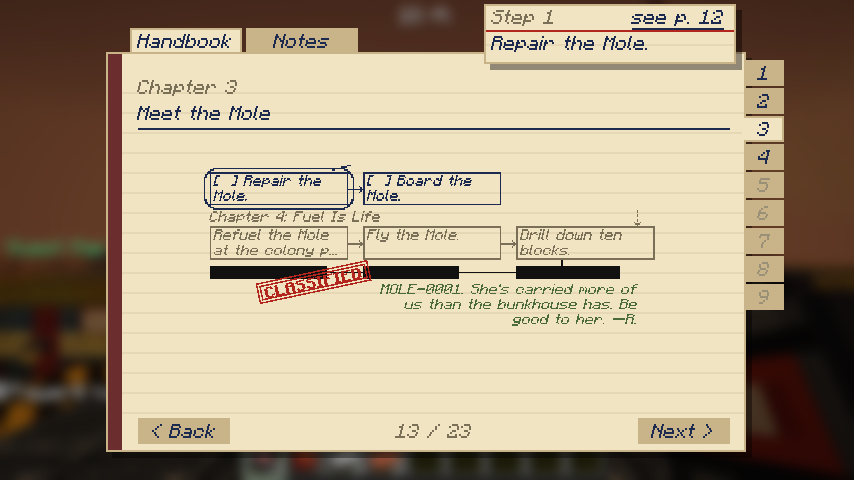 Step 1 see p. 12
Repair the Mole.
Handbook Notes
Chapter 3
Meet the Mole
1
2
3
4
5
6
7
8
9
[ ] Repair the
Mole.
[ ] Board the
Mole.
Chapter 4: Fuel Is Life
Refuel the Mole
at the colony p...
Fly the Mole.
Drill down ten
blocks.
CLASSIFIED
MOLE-0001. She's carried more of
us than the bunkhouse has. Be
good to her. —R.
< Back 13 / 23 Next >